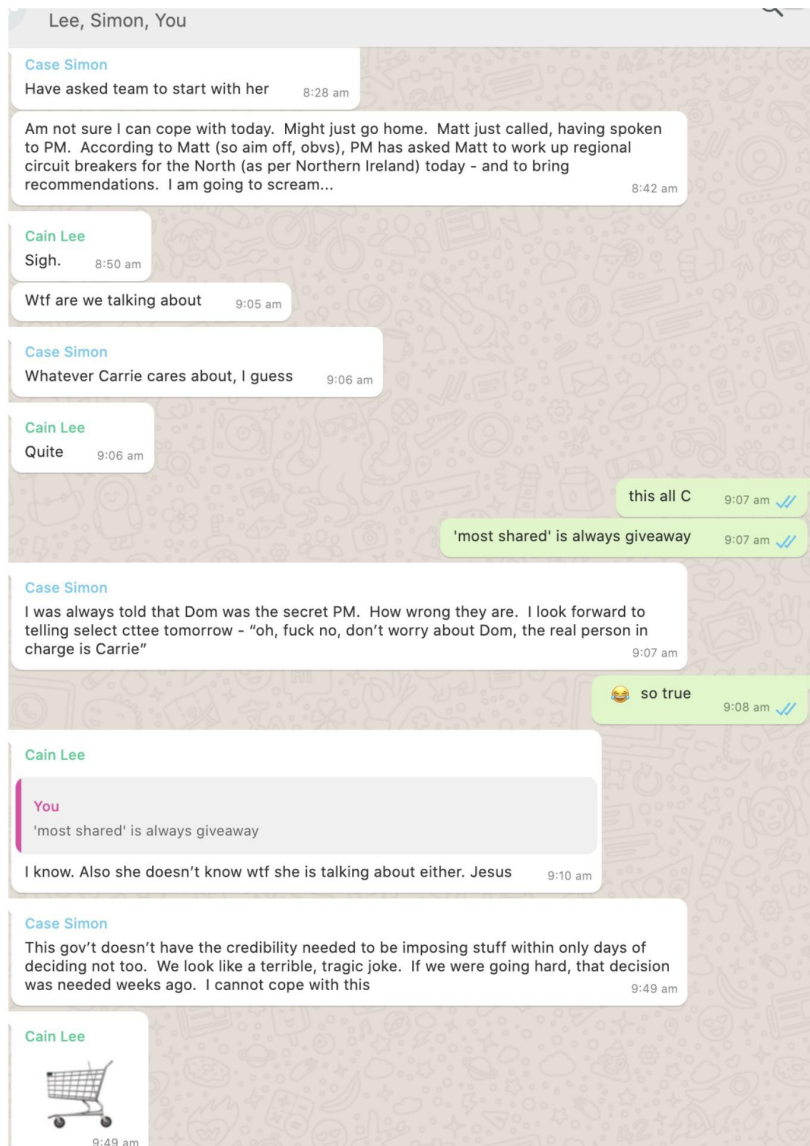 Lee, Simon, You
Case Simon
Have asked team to start with her
8:28 am
Am not sure I can cope with today. Might just go home. Matt just called, having spoken
to PM. According to Matt (so aim off, obvs), PM has asked Matt to work up regional
circuit breakers for the North (as per Northern Ireland) today - and to bring
recommendations. I am going to scream...
8:42 am
Cain Lee
Sigh.
8:50 am
Wtf are we talking about
9:05 am
Case Simon
Whatever Carrie cares about, I guess
9:06 am
Cain Lee
Quite
9:06 am
this all C
9:07 am
'most shared' is always giveaway
9:07 am
Case Simon
I was always told that Dom was the secret PM. How wrong they are. I look forward to
telling select cttee tomorrow - “oh, fuck no, don’t worry about Dom, the real person in
charge is Carrie”
9:07 am
😂 so true
9:08 am
Cain Lee
You
'most shared' is always giveaway
I know. Also she doesn’t know wtf she is talking about either. Jesus
9:10 am
Case Simon
This gov’t doesn’t have the credibility needed to be imposing stuff within only days of
deciding not too. We look like a terrible, tragic joke. If we were going hard, that decision
was needed weeks ago. I cannot cope with this
9:49 am
Cain Lee
🛒
9:49 am